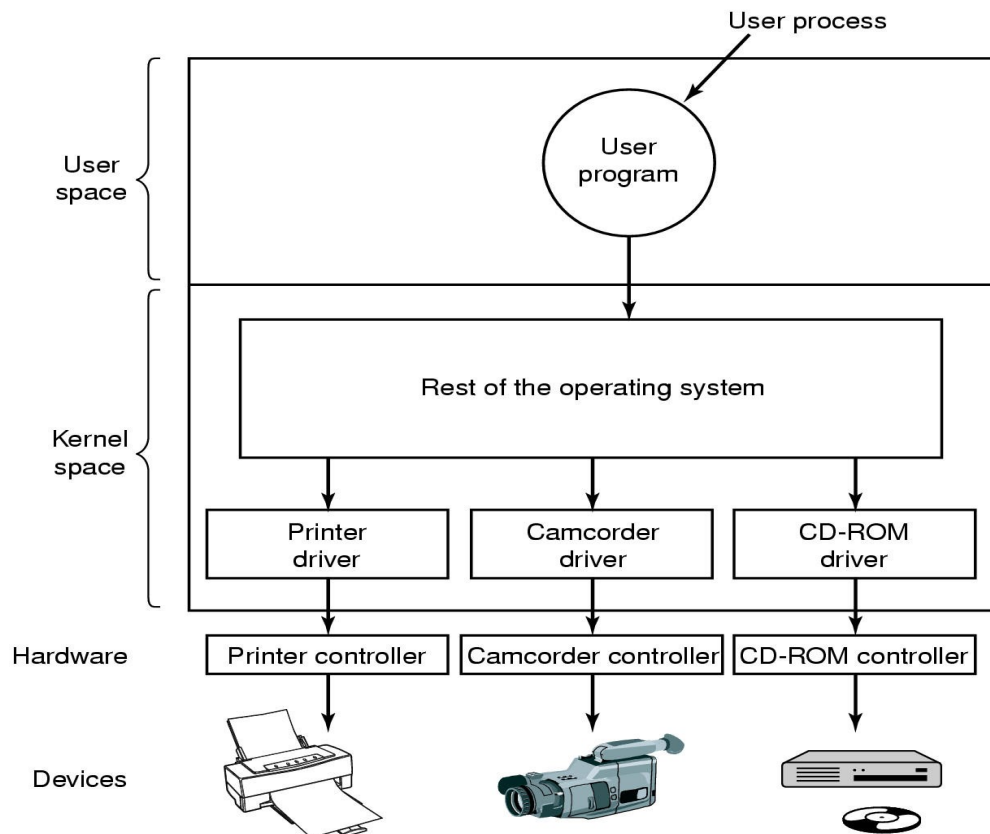 User process
User
space
User
program
Kernel
space
Rest of the operating system
Printer
driver
Camcorder
driver
CD-ROM
driver
Hardware
Printer controller
Camcorder controller
CD-ROM controller
Devices